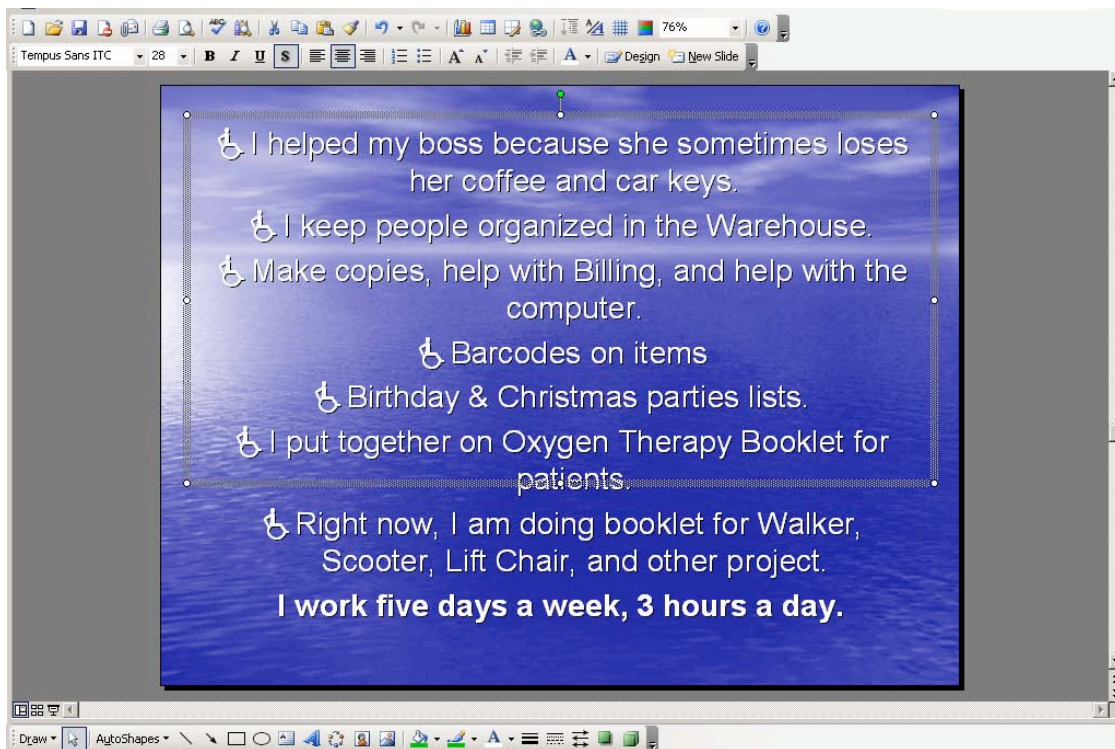 76%
Tempus Sans ITC 28 B I U S A A A Design New Slide
I helped my boss because she sometimes loses
her coffee and car keys.
I keep people organized in the Warehouse.
Make copies, help with Billing, and help with the
computer.
Barcodes on items
Birthday & Christmas parties lists.
I put together on Oxygen Therapy Booklet for
patients.
Right now, I am doing booklet for Walker,
Scooter, Lift Chair, and other project.
I work five days a week, 3 hours a day.
Draw AutoShapes A